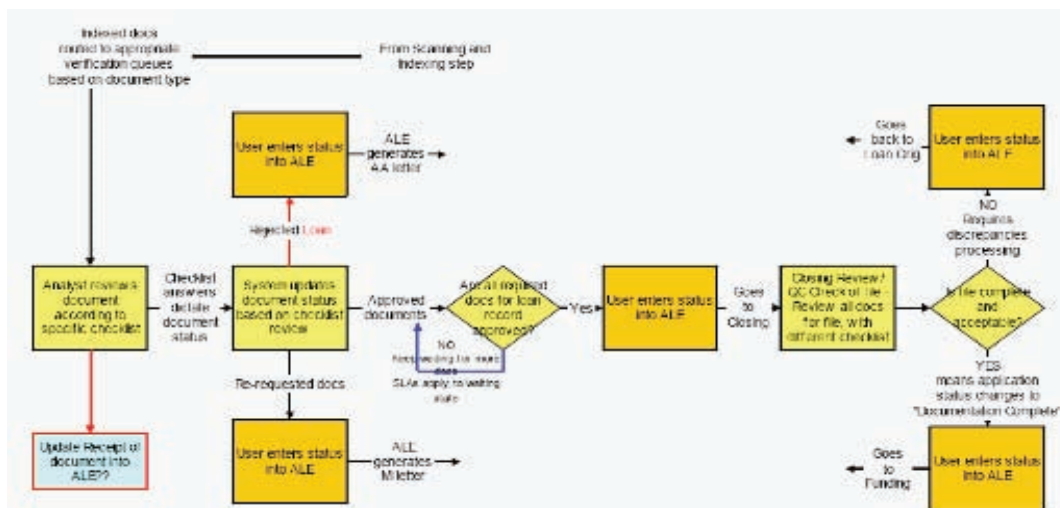 Indexed docs
routed to appropriate
verification queues
based on document type
From Scanning and
Indexing step
User enters status
into ALE
ALE
generates
AA letter
Goes
back to
Loan Orig
User enters status
into ALE
Rejected Loan
NO
Requires
discrepancies
processing
Analyst reviews
document
according to
specific checklist
Checklist
answers
dictate
document
status
System updates
document status
based on checklist
review
Approved
documents
Are all required
docs for loan
record
approved?
Yes
User enters status
into ALE
Goes
to
Closing
Closing Review /
QC Check of file -
Review all docs
for file, with
different checklist
Is file complete
and
acceptable?
NO
Keep waiting for more
docs
SLAs apply to waiting
state
Re-requested docs
YES
means application
status changes to
"Documentation Complete"
Update Receipt of
document into
ALE??
User enters status
into ALE
ALE
generates
MI letter
Goes
to
Funding
User enters status
into ALE